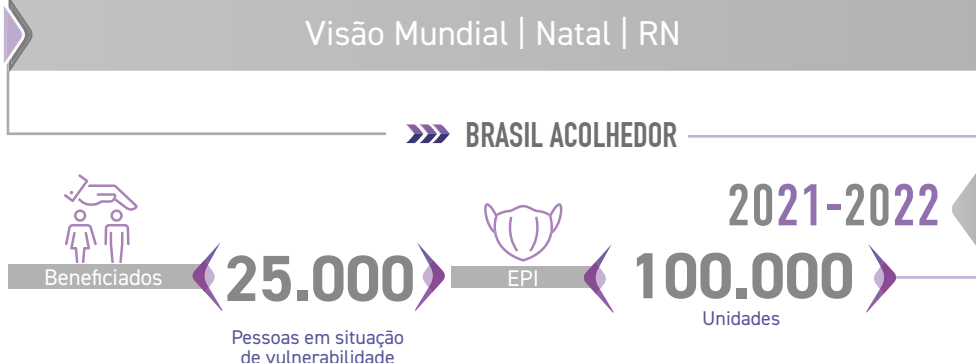 Visão Mundial | Natal | RN
BRASIL ACOLHEDOR
2021-2022
Beneficiados
25.000
Pessoas em situação
de vulnerabilidade
EPI
100.000
Unidades